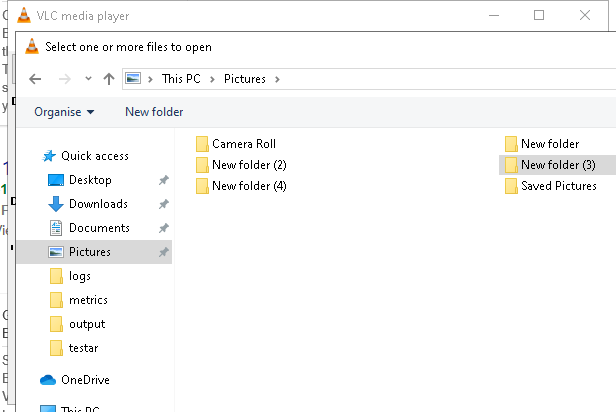 VLC media player
Select one or more files to open
This PC > Pictures >
Organise
New folder
Camera Roll
New folder
New folder (2)
New folder (3)
New folder (4)
Saved Pictures
Quick access
Desktop
Downloads
Documents
Pictures
logs
metrics
output
testar
OneDrive
This PC